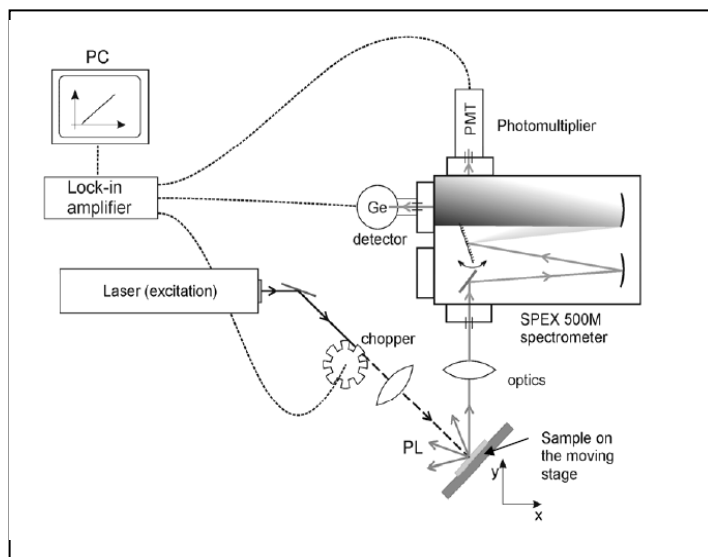 PC
PMT
Photomultiplier
Lock-in
amplifier
Ge
detector
Laser (excitation)
chopper
SPEX 500M
spectrometer
optics
PL
Sample on
the moving
stage
y
x